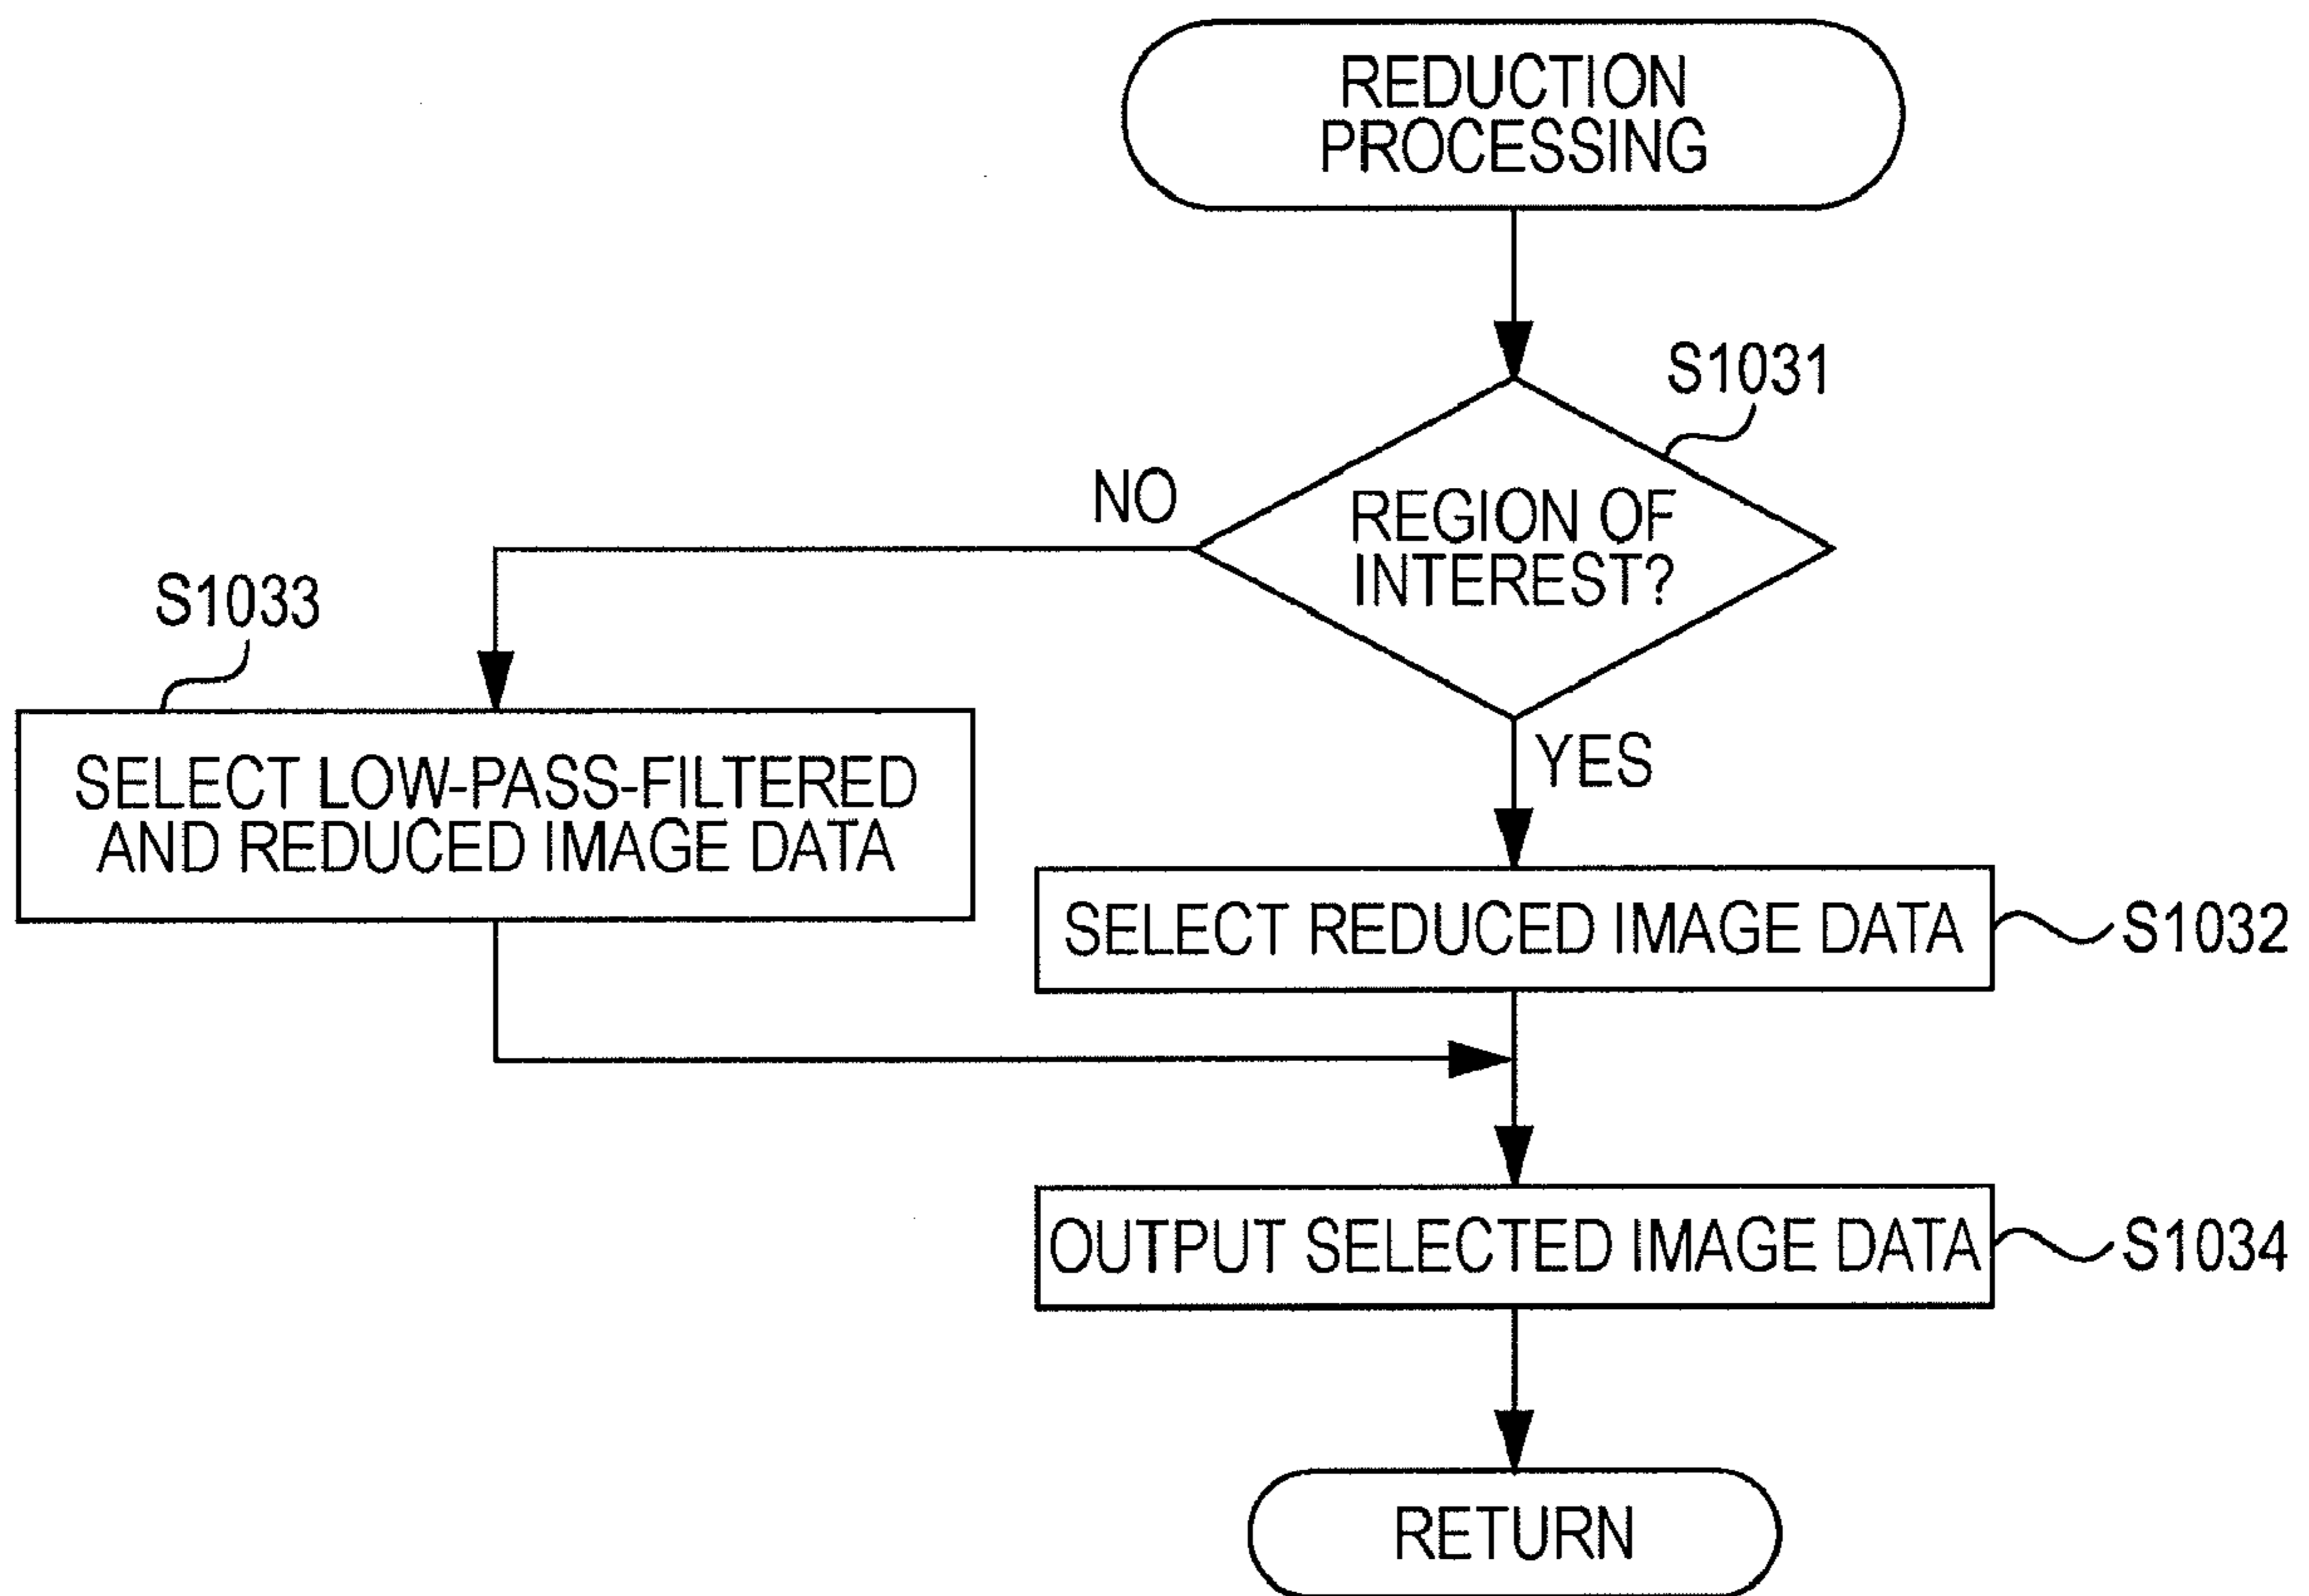 REDUCTION
PROCESSING
S1031
REGION OF
INTEREST?
NO
YES
S1033
SELECT LOW-PASS-FILTERED
AND REDUCED IMAGE DATA
SELECT REDUCED IMAGE DATA
S1032
OUTPUT SELECTED IMAGE DATA
S1034
RETURN